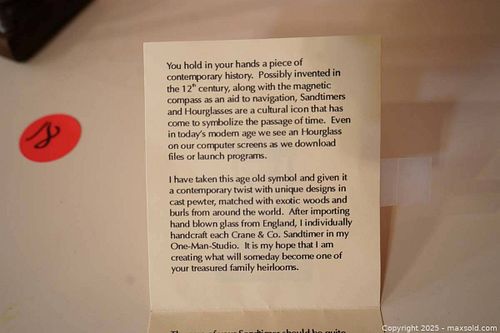 You hold in your hands a piece of
contemporary history. Possibly invented in
the 12th century, along with the magnetic
compass as an aid to navigation, Sandtimers
and Hourglasses are a cultural icon that has
come to symbolize the passage of time. Even
in today's modern age we see an Hourglass
on our computer screens as we download
files or launch programs.
I have taken this age old symbol and given it
a contemporary twist with unique designs in
cast pewter, matched with exotic woods and
burls from around the world. After importing
hand blown glass from England, I individually
handcraft each Crane & Co. Sandtimer in my
One-Man-Studio. It is my hope that I am
creating what will someday become one of
your treasured family heirlooms.
8
Copyright 2025 - maxsold.com